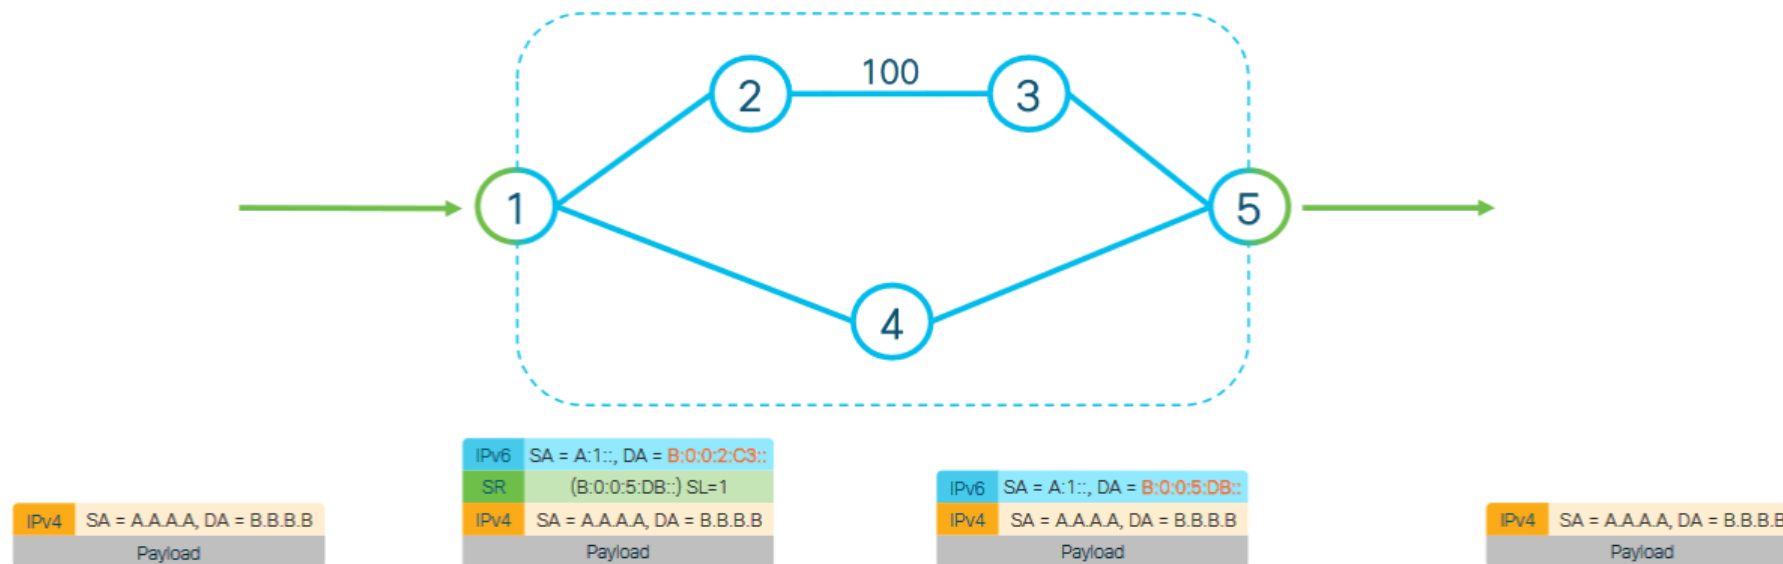 100
2
3
1
5
4
IPv6 SA = A:1::, DA = B:0:0:2:C3::
SR (B:0:0:5:DB::) SL=1
IPv4 SA = A.A.A.A, DA = B.B.B.B
Payload
IPv4 SA = A.A.A.A, DA = B.B.B.B
Payload
IPv6 SA = A:1::, DA = B:0:0:5:DB::
IPv4 SA = A.A.A.A, DA = B.B.B.B
Payload
IPv4 SA = A.A.A.A, DA = B.B.B.B
Payload